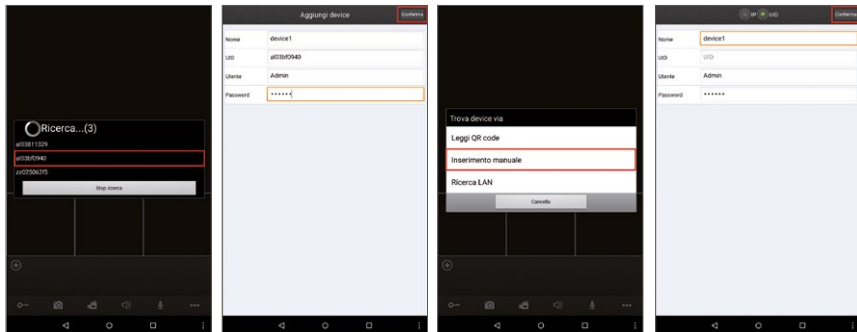 Ricerca...(3)
al03811329
al03bf0940
zz025062f5
Stop ricerca
Aggiungi device
Conferma
Nome
device1
UID
al03bf0940
Utente
Admin
Password
••••••
Trova device via
Leggi QR code
Inserimento manuale
Ricerca LAN
Cancella
IP
UID
Conferma
Nome
device1
UID
UID
Utente
Admin
Password
••••••